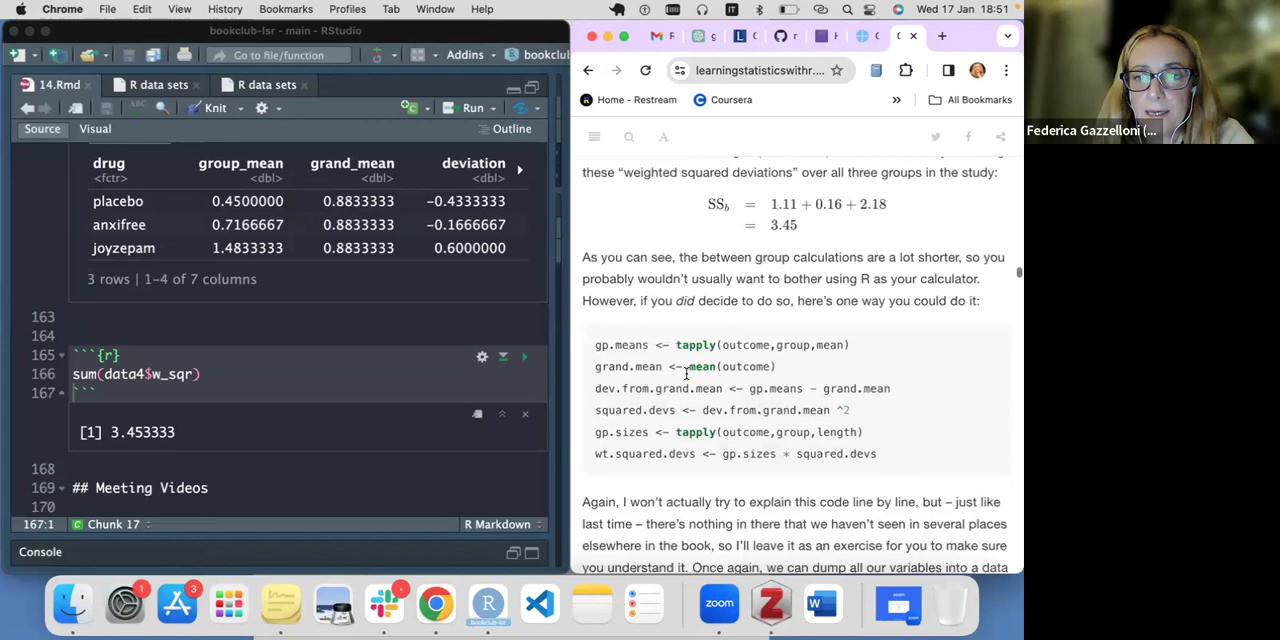 Chrome File Edit View History Bookmarks Profiles Tab Window Help IT Wed 17 Jan 18:51
bookclub-lsr - main - RStudio
Go to file/function Addins bookclu
14.Rmd R data sets R data sets
Knit Run
Source Visual Outline
drug group_mean grand_mean deviation
<fctr> <dbl> <dbl> <dbl>
placebo 0.4500000 0.8833333 -0.4333333
anxifree 0.7166667 0.8833333 -0.1666667
joyzepam 1.4833333 0.8833333 0.6000000
3 rows | 1-4 of 7 columns
163
164
165 ```{r}
166 sum(data4$w_sqr)
167 ```
[1] 3.453333
168
169 ## Meeting Videos
170
167:1 Chunk 17 R Markdown
Console
learningstatisticswithr....
Home - Restream Coursera » All Bookmarks
these “weighted squared deviations” over all three groups in the study:
SSb = 1.11 + 0.16 + 2.18
= 3.45
As you can see, the between group calculations are a lot shorter, so you
probably wouldn’t usually want to bother using R as your calculator.
However, if you did decide to do so, here’s one way you could do it:
gp.means <- tapply(outcome,group,mean)
grand.mean <- mean(outcome)
dev.from.grand.mean <- gp.means - grand.mean
squared.devs <- dev.from.grand.mean ^2
gp.sizes <- tapply(outcome,group,length)
wt.squared.devs <- gp.sizes * squared.devs
Again, I won’t actually try to explain this code line by line, but – just like
last time – there’s nothing in there that we haven’t seen in several places
elsewhere in the book, so I’ll leave it as an exercise for you to make sure
you understand it. Once again, we can dump all our variables into a data
Federica Gazzelloni (...
1 3 zoom